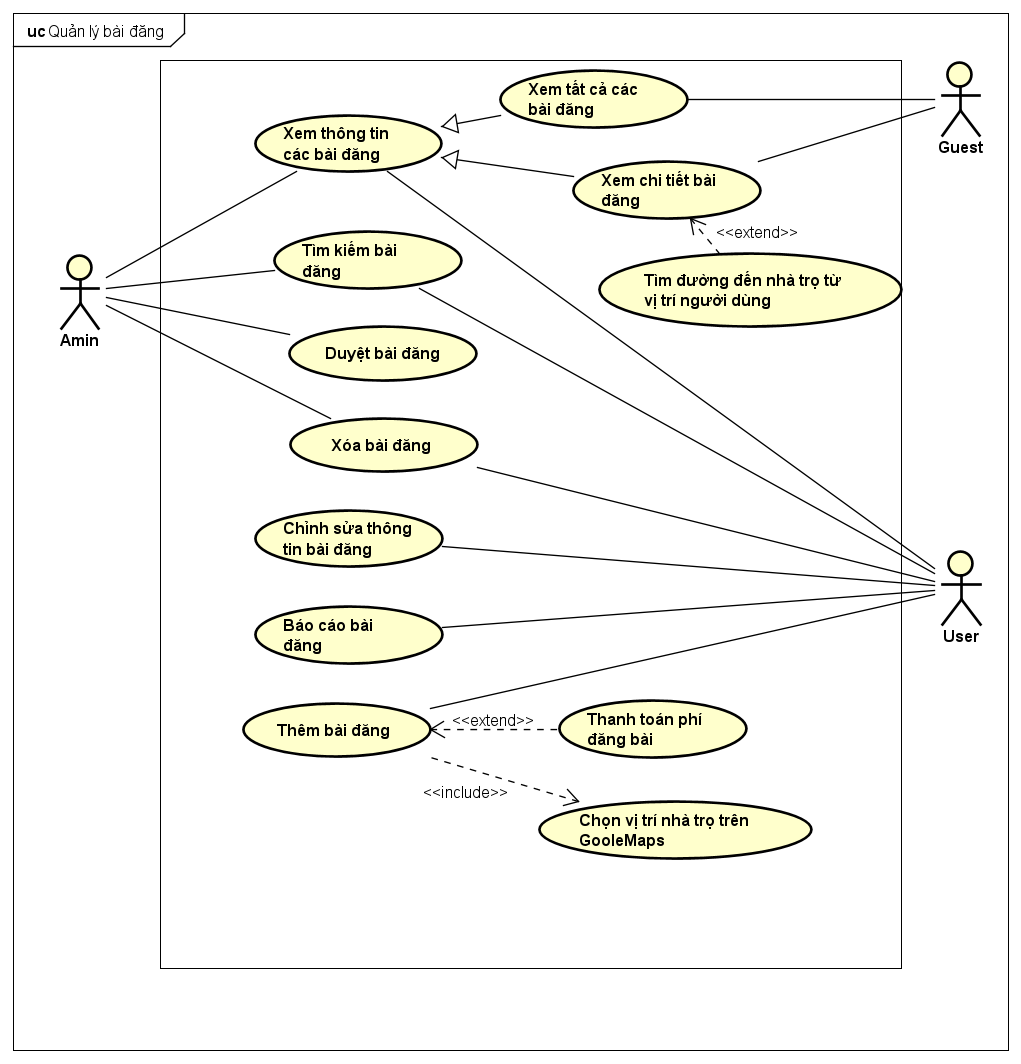 uc Quản lý bài đăng
Xem tất cả các
bài đăng
Guest
Xem thông tin
các bài đăng
Xem chi tiết bài
đăng
<<extend>>
Tìm kiếm bài
đăng
Tìm đường đến nhà trọ từ
vị trí người dùng
Amin
Duyệt bài đăng
Xóa bài đăng
Chỉnh sửa thông
tin bài đăng
Báo cáo bài
đăng
User
Thêm bài đăng
<<extend>>
Thanh toán phí
đăng bài
<<include>>
Chọn vị trí nhà trọ trên
GooleMaps